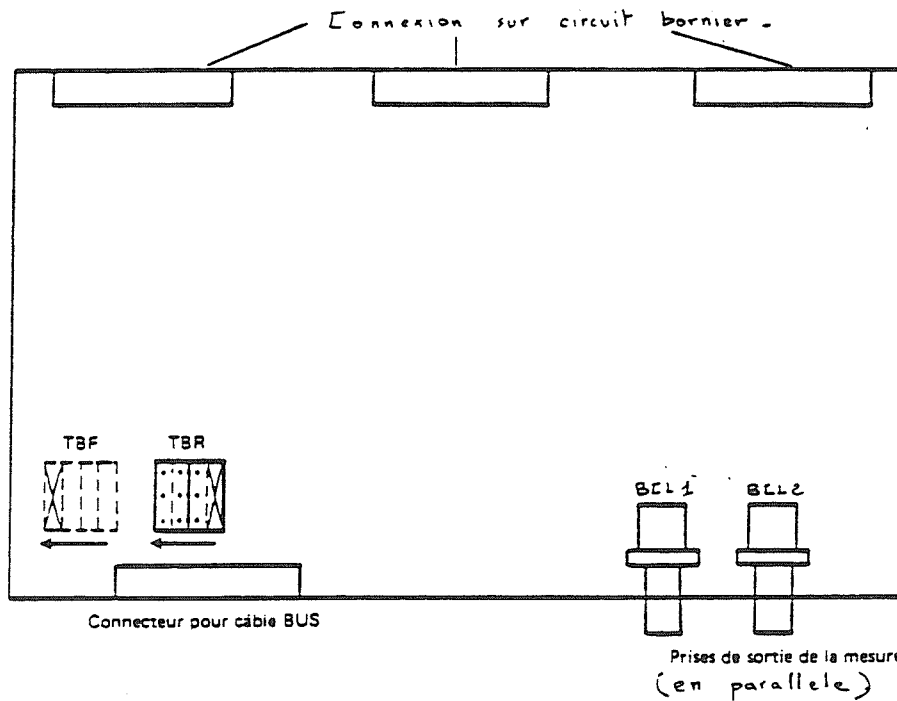 Connexion sur circuit bornier.
TBF
TBR
BCL1
BCL2
Connecteur pour câble BUS
Prises de sortie de la mesure
(en parallele)